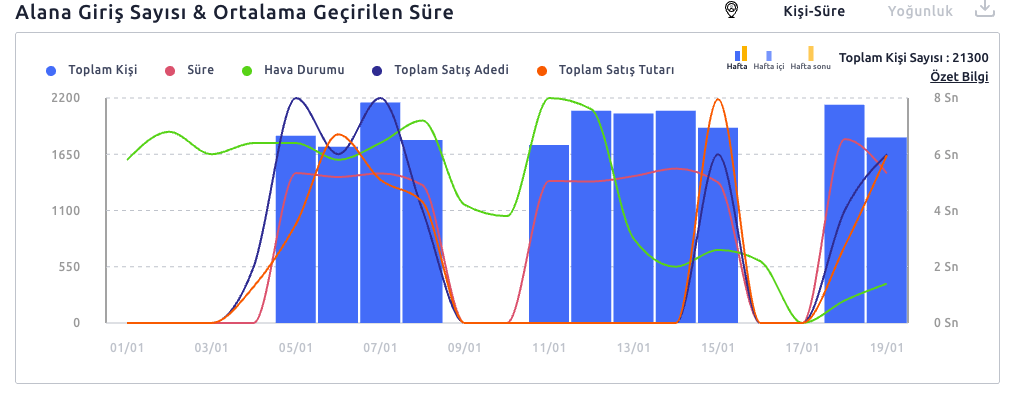 Alana Giriş Sayısı & Ortalama Geçirilen Süre
Kişi-Süre
Yoğunluk
Toplam Kişi
Süre
Hava Durumu
Toplam Satış Adedi
Toplam Satış Tutarı
Hafta
Hafta içi
Hafta sonu
Toplam Kişi Sayısı : 21300
Özet Bilgi
2200
1650
1100
550
0
8 Sn
6 Sn
4 Sn
2 Sn
0 Sn
01/01
03/01
05/01
07/01
09/01
11/01
13/01
15/01
17/01
19/01